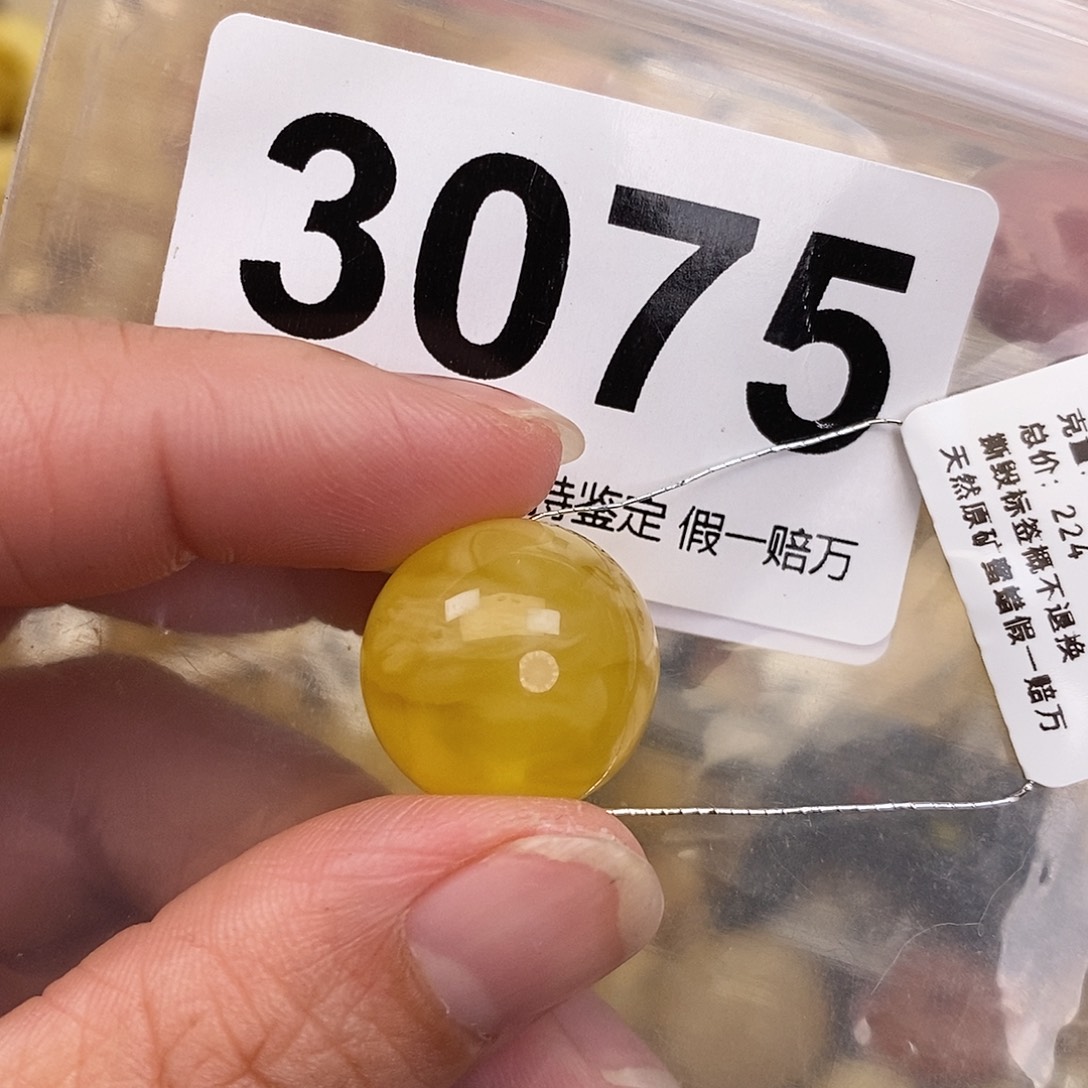 3075
持鉴定 假一赔万
总价: 224
撕毁标签概不退换
天然原矿蜜蜡假一赔万